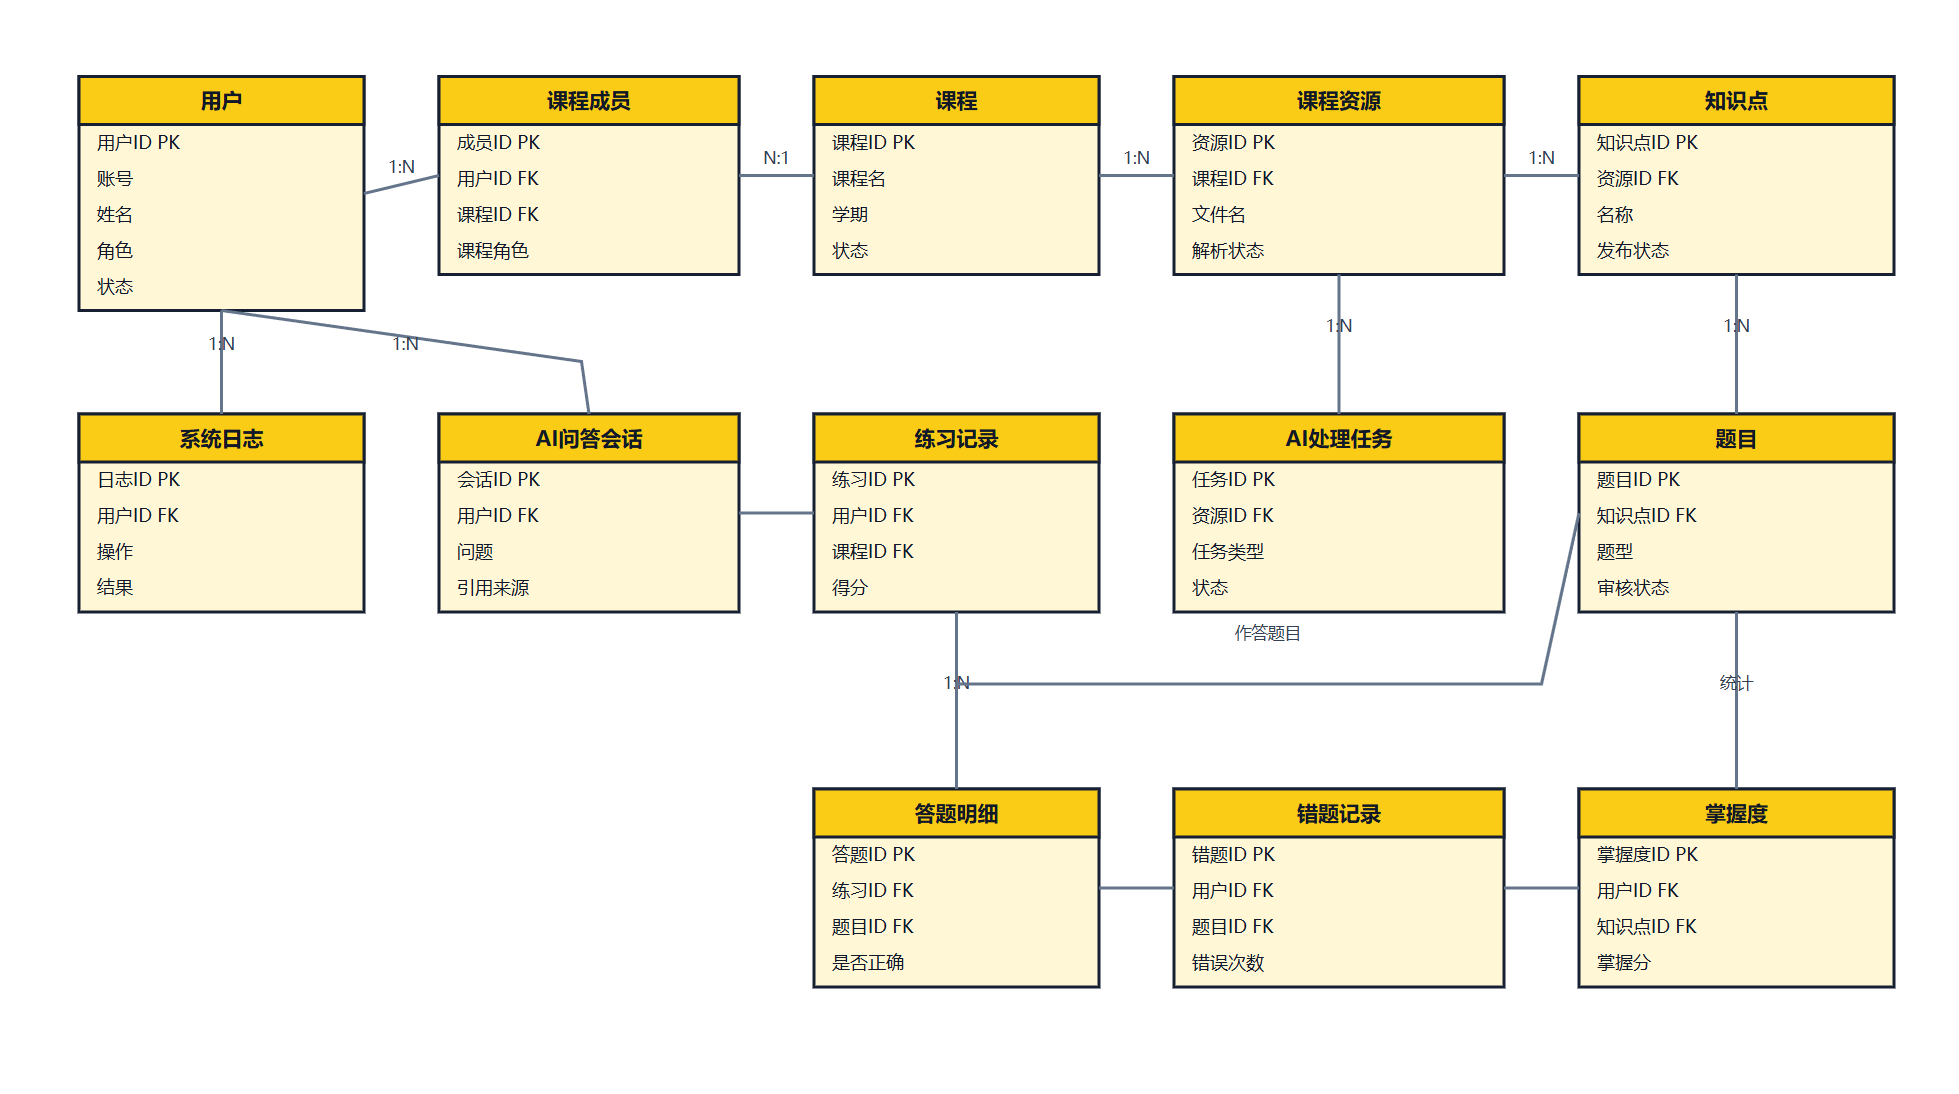 用户
用户ID PK
账号
姓名
角色
状态
1:N
课程成员
成员ID PK
用户ID FK
课程ID FK
课程角色
N:1
课程
课程ID PK
课程名
学期
状态
1:N
课程资源
资源ID PK
课程ID FK
文件名
解析状态
1:N
知识点
知识点ID PK
资源ID FK
名称
发布状态
1:N
1:N
1:N
1:N
系统日志
日志ID PK
用户ID FK
操作
结果
AI问答会话
会话ID PK
用户ID FK
问题
引用来源
练习记录
练习ID PK
用户ID FK
课程ID FK
得分
AI处理任务
任务ID PK
资源ID FK
任务类型
状态
题目
题目ID PK
知识点ID FK
题型
审核状态
作答题目
1:N
统计
答题明细
答题ID PK
练习ID FK
题目ID FK
是否正确
错题记录
错题ID PK
用户ID FK
题目ID FK
错误次数
掌握度
掌握度ID PK
用户ID FK
知识点ID FK
掌握分